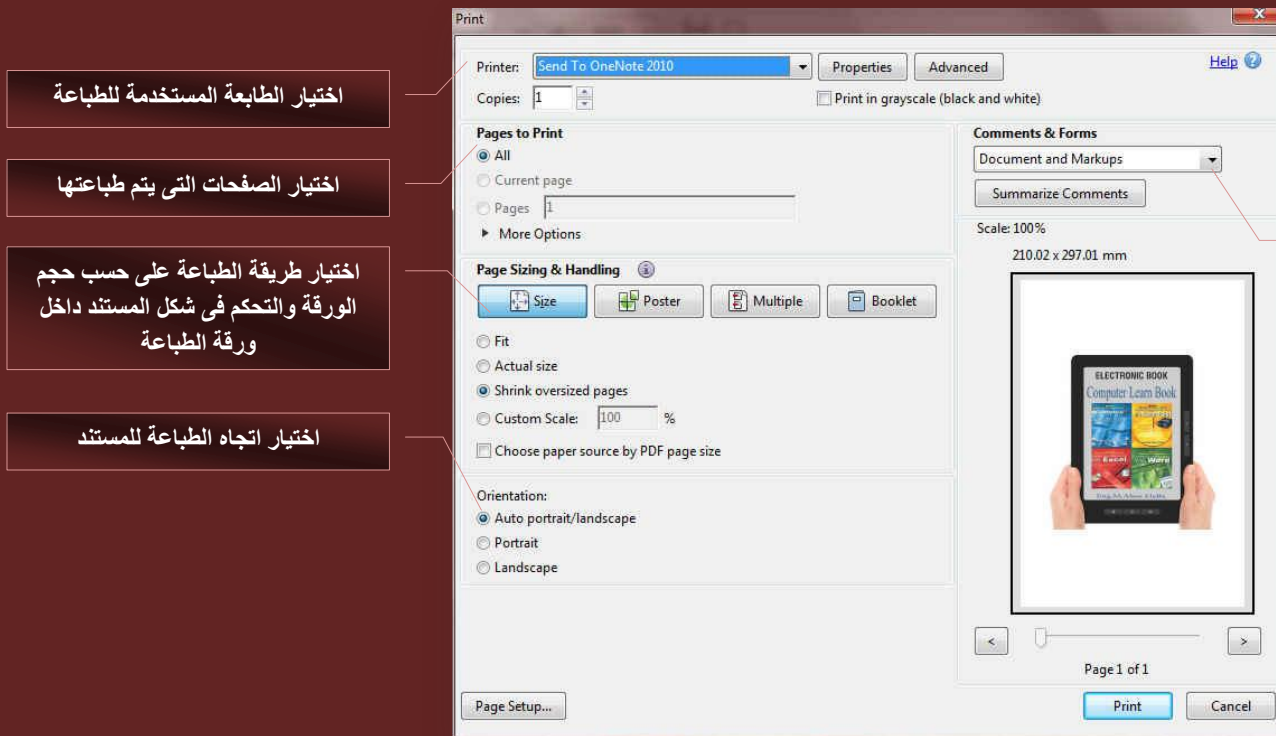 Print
Printer: Send To OneNote 2010 Properties Advanced Help
Copies: 1 Print in grayscale (black and white)
Pages to Print
All
Current page
Pages 1
More Options
Page Sizing & Handling
Size Poster Multiple Booklet
Fit
Actual size
Shrink oversized pages
Custom Scale: 100 %
Choose paper source by PDF page size
Orientation:
Auto portrait/landscape
Portrait
Landscape
Comments & Forms
Document and Markups
Summarize Comments
Scale: 100%
210.02 x 297.01 mm
ELECTRONIC BOOK
Computer Learn Book
Excel Word
< >
Page 1 of 1
Page Setup... Print Cancel
اختيار الطابعة المستخدمة للطباعة
اختيار الصفحات التى يتم طباعتها
اختيار طريقة الطباعة على حسب حجم
الورقة والتحكم فى شكل المستند داخل
ورقة الطباعة
اختيار اتجاه الطباعة للمستند